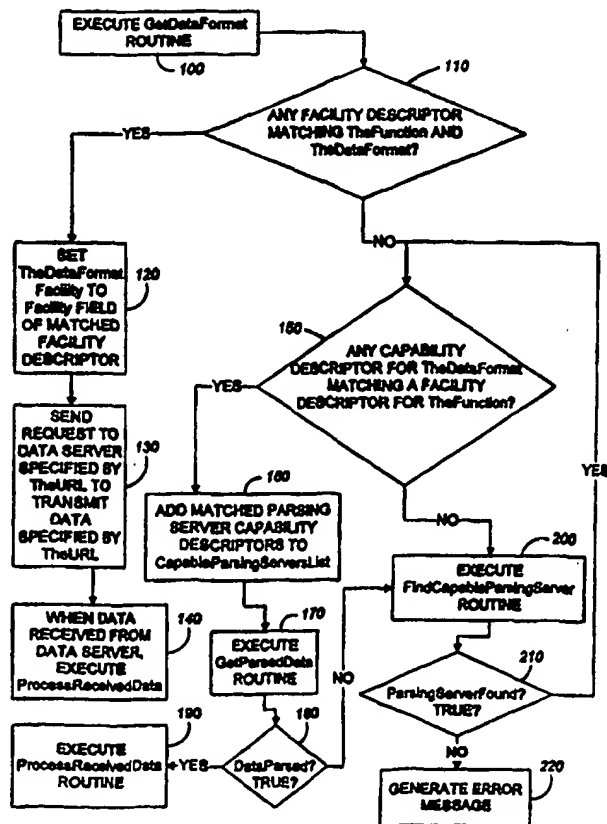 EXECUTE GetDataFormat
ROUTINE
100
110
ANY FACILITY DESCRIPTOR
MATCHING TheFunction AND
TheDataFormat?
YES
NO
SET
TheDataFormat
Facility TO
Facility FIELD
OF MATCHED
FACILITY
DESCRIPTOR
120
150
ANY CAPABILITY
DESCRIPTOR FOR TheDataFormat
MATCHING A FACILITY
DESCRIPTOR FOR TheFunction?
YES
YES
NO
SEND
REQUEST TO
DATA SERVER
SPECIFIED BY
TheURL TO
TRANSMIT
DATA
SPECIFIED BY
TheURL
130
160
ADD MATCHED PARSING
SERVER CAPABILITY
DESCRIPTORS TO
CapableParsingServersList
200
EXECUTE
FindCapableParsingServer
ROUTINE
WHEN DATA
RECEIVED FROM
DATA SERVER,
EXECUTE
ProcessReceivedData
140
170
EXECUTE
GetParsedData
ROUTINE
NO
210
ParsingServerFound?
TRUE?
190
EXECUTE
ProcessReceivedData
ROUTINE
YES
180
DataParsed?
TRUE?
NO
GENERATE ERROR
MESSAGE
220